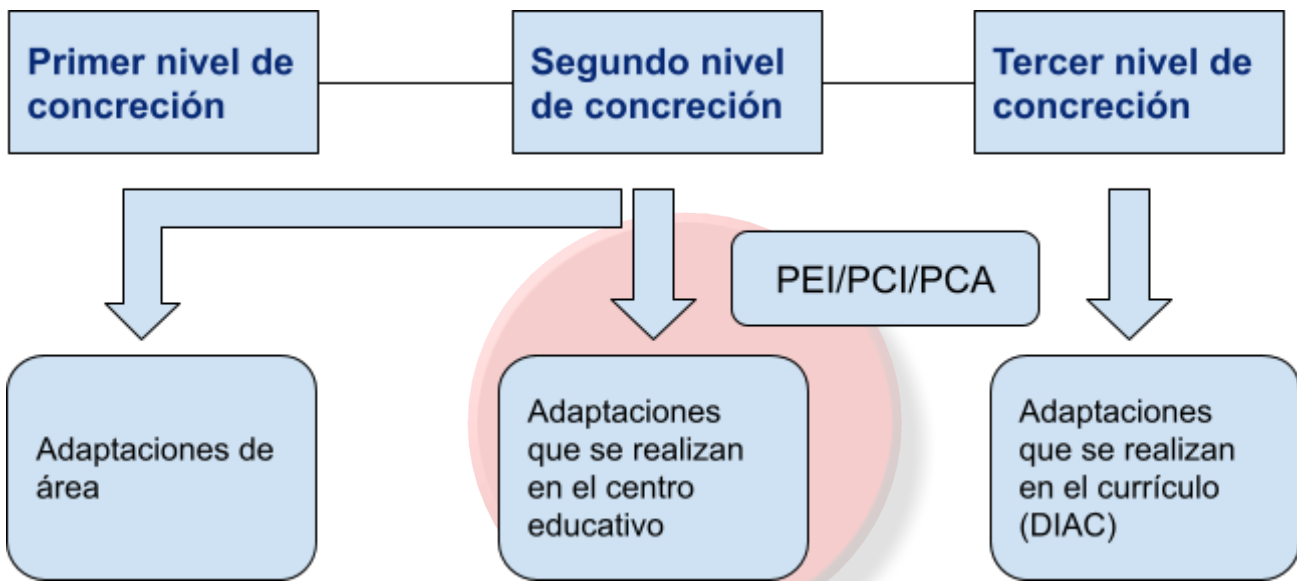 Primer nivel de
concreción
Segundo nivel
de concreción
Tercer nivel de
concreción
PEI/PCI/PCA
Adaptaciones de
área
Adaptaciones
que se realizan
en el centro
educativo
Adaptaciones
que se realizan
en el currículo
(DIAC)